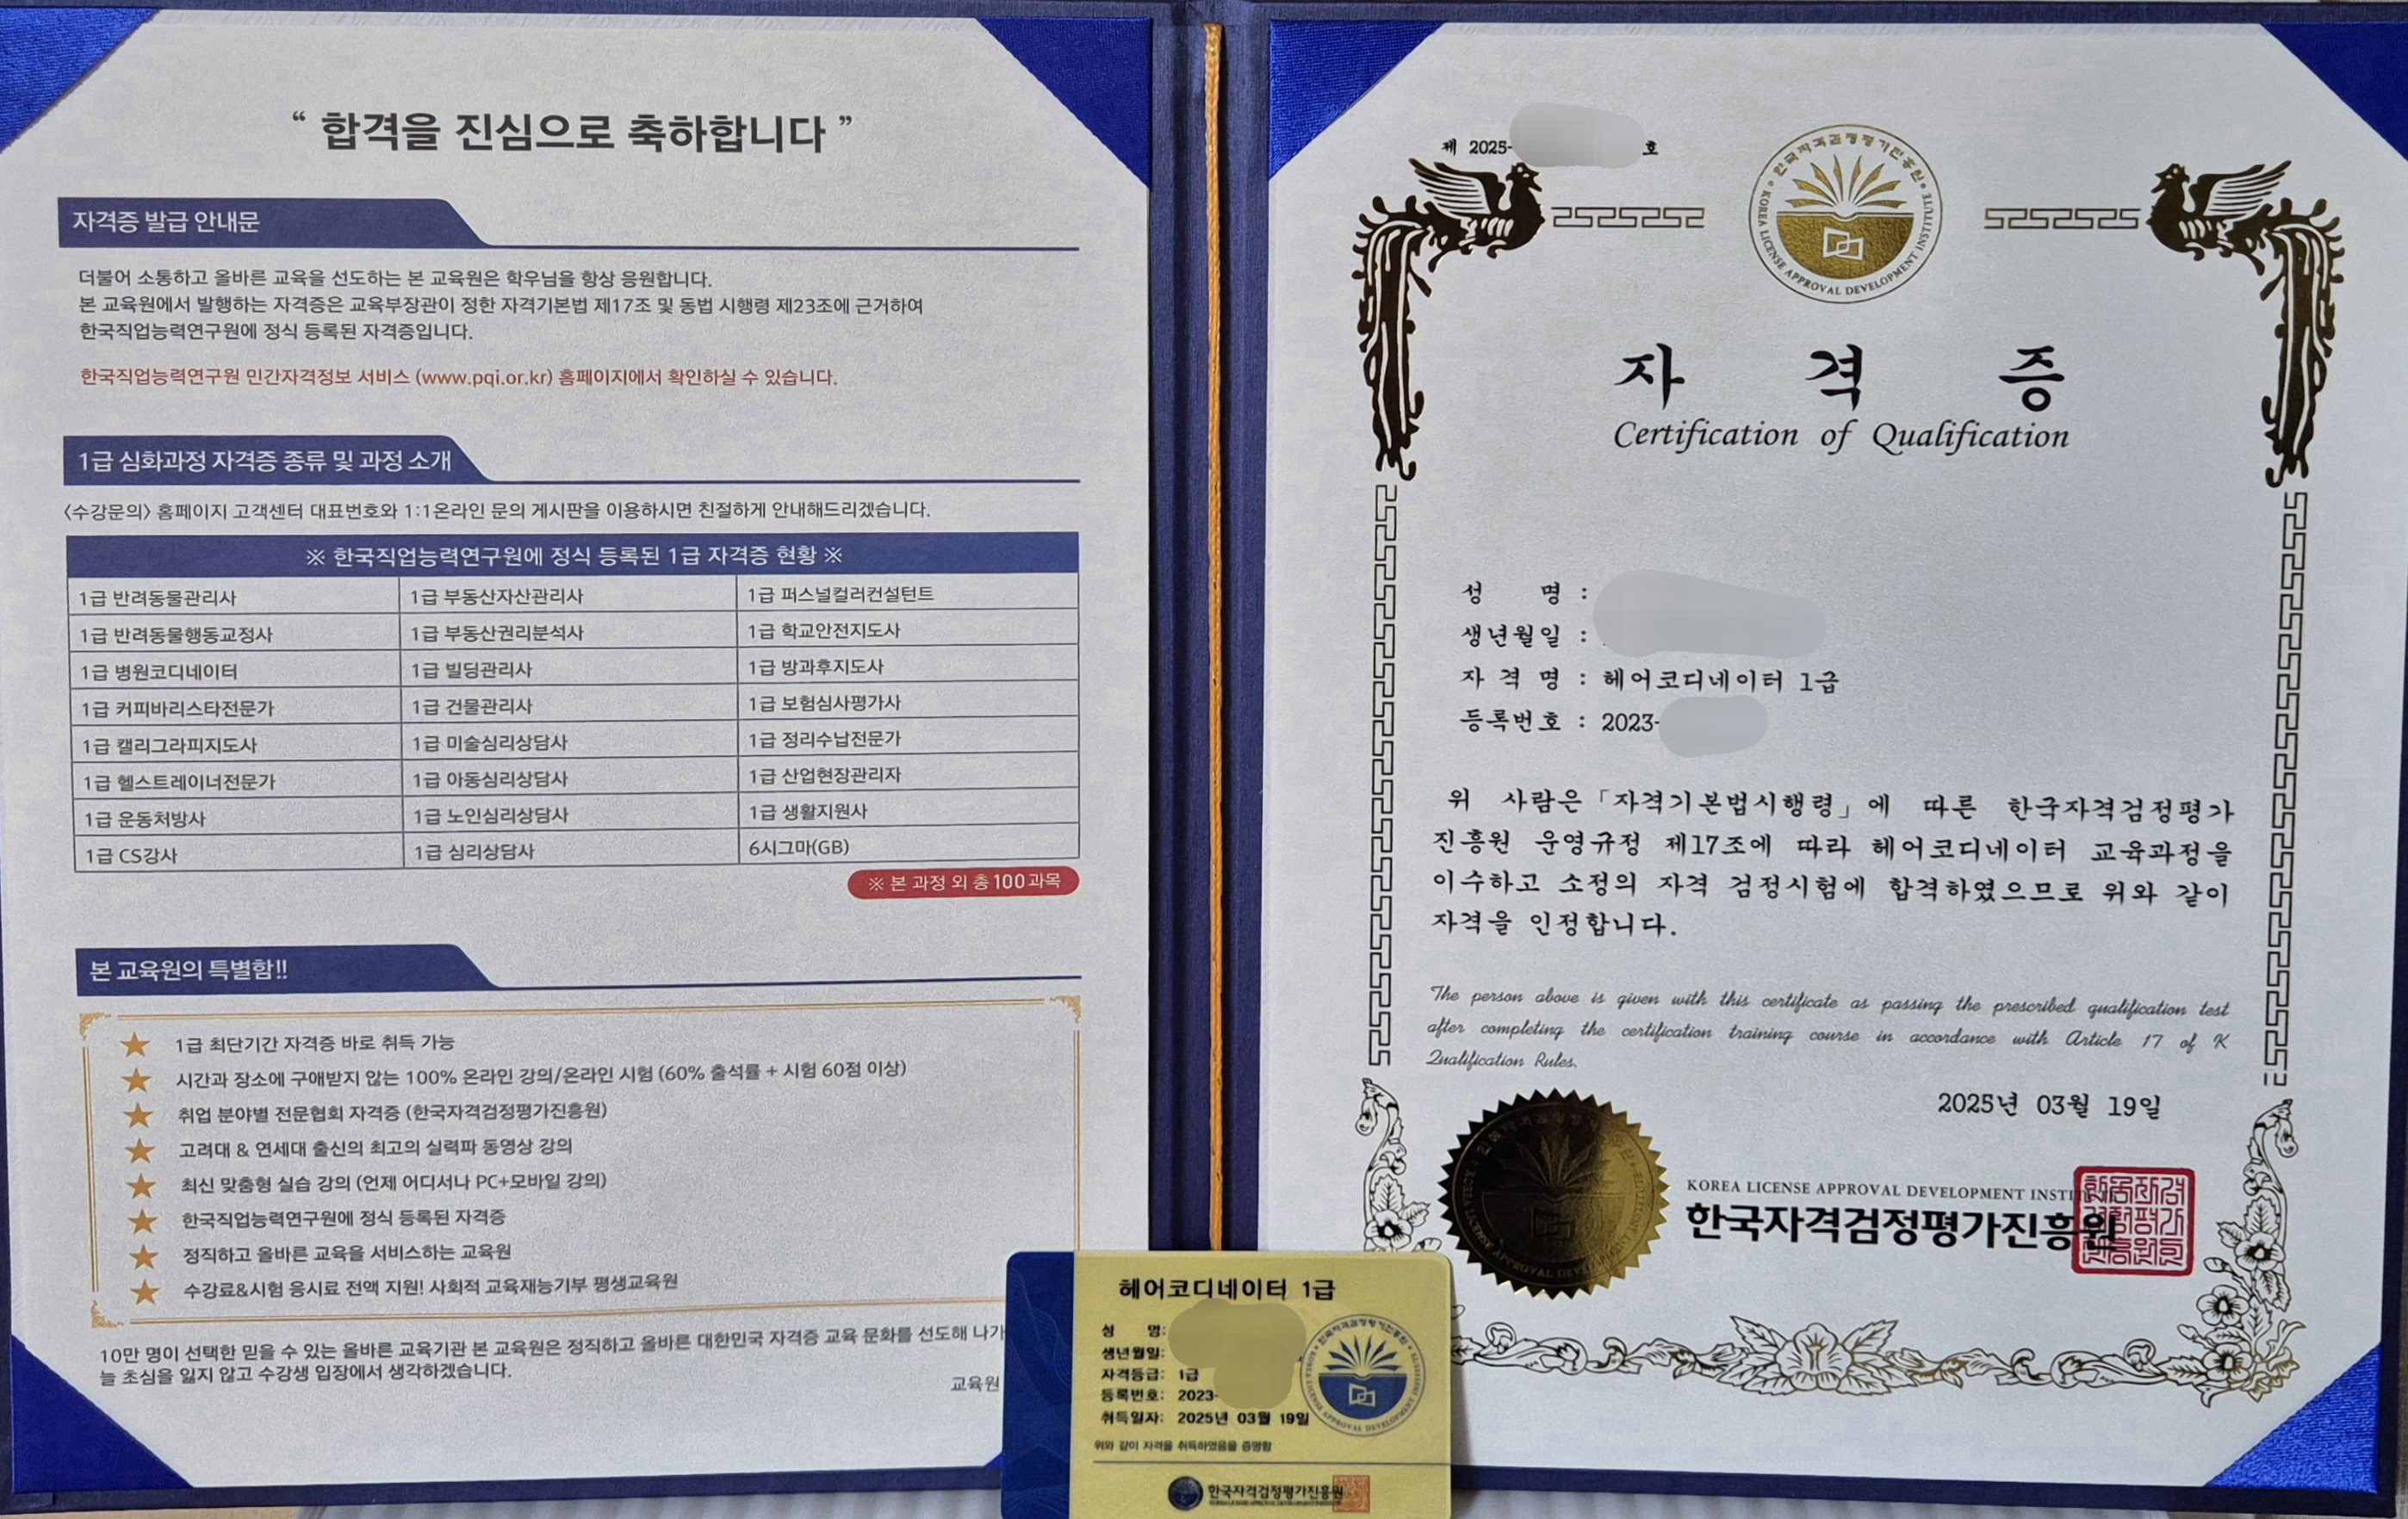 “ 합격을 진심으로 축하합니다 ”
자격증 발급 안내문
더불어 소통하고 올바른 교육을 선도하는 본 교육원은 학우님을 항상 응원합니다.
본 교육원에서 발행하는 자격증은 교육부장관이 정한 자격기본법 제17조 및 동법 시행령 제23조에 근거하여
한국직업능력연구원에 정식 등록된 자격증입니다.
한국직업능력연구원 민간자격정보 서비스 (www.pqi.or.kr) 홈페이지에서 확인하실 수 있습니다.
1급 심화과정 자격증 종류 및 과정 소개
<수강문의> 홈페이지 고객센터 대표번호와 1:1온라인 문의 게시판을 이용하시면 친절하게 안내해드리겠습니다.
※ 한국직업능력연구원에 정식 등록된 1급 자격증 현황 ※
1급 반려동물관리사 1급 부동산자산관리사 1급 퍼스널컬러컨설턴트
1급 반려동물행동교정사 1급 부동산권리분석사 1급 학교안전지도사
1급 병원코디네이터 1급 빌딩관리사 1급 방과후지도사
1급 커피바리스타전문가 1급 건물관리사 1급 보험심사평가사
1급 캘리그라피지도사 1급 미술심리상담사 1급 정리수납전문가
1급 헬스트레이너전문가 1급 아동심리상담사 1급 산업현장관리자
1급 운동처방사 1급 노인심리상담사 1급 생활지원사
1급 CS강사 1급 심리상담사 6시그마(GB)
※ 본 과정 외 총 100과목
본 교육원의 특별함!!
1급 최단기간 자격증 바로 취득 가능
시간과 장소에 구애받지 않는 100% 온라인 강의/온라인 시험 (60% 출석률 + 시험 60점 이상)
취업 분야별 전문협회 자격증 (한국자격검정평가진흥원)
고려대 & 연세대 출신의 최고의 실력파 동영상 강의
최신 맞춤형 실습 강의 (언제 어디서나 PC+모바일 강의)
한국직업능력연구원에 정식 등록된 자격증
정직하고 올바른 교육을 서비스하는 교육원
수강료&시험 응시료 전액 지원! 사회적 교육재능기부 평생교육원
10만 명이 선택한 믿을 수 있는 올바른 교육기관 본 교육원은 정직하고 올바른 대한민국 자격증 교육 문화를 선도해 나가
늘 초심을 잃지 않고 수강생 입장에서 생각하겠습니다.
교육원
제 2025- 호
한국자격검정평가진흥원
KOREA LICENSE APPROVAL DEVELOPMENT INSTITUTE
자격증
Certification of Qualification
성 명 :
생년월일 :
자 격 명 : 헤어코디네이터 1급
등록번호 : 2023-
위 사람은 「자격기본법시행령」에 따른 한국자격검정평가
진흥원 운영규정 제17조에 따라 헤어코디네이터 교육과정을
이수하고 소정의 자격 검정시험에 합격하였으므로 위와 같이
자격을 인정합니다.
The person above is given with this certificate as passing the prescribed qualification test
after completing the certification training course in accordance with Article 17 of K
Qualification Rules.
2025년 03월 19일
KOREA LICENSE APPROVAL DEVELOPMENT INSTITUTE
한국자격검정평가진흥원
헤어코디네이터 1급
성 명:
생년월일:
자격등급: 1급
등록번호: 2023-
취득일자: 2025년 03월 19일
위와 같이 자격을 취득하였음을 증명함
한국자격검정평가진흥원